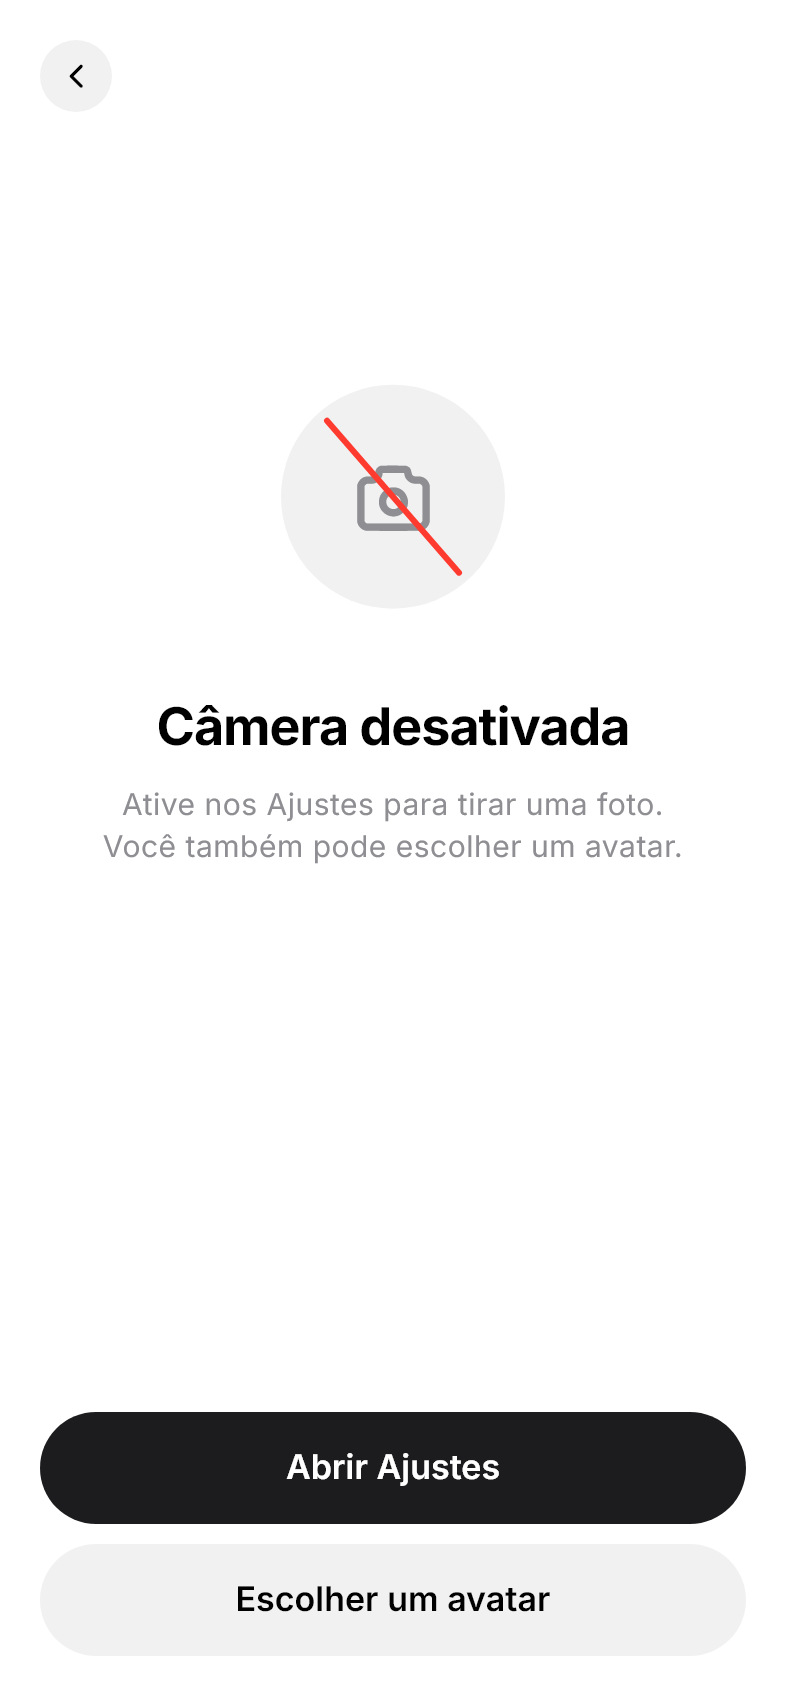 Câmera desativada
Ative nos Ajustes para tirar uma foto.
Você também pode escolher um avatar.
Abrir Ajustes
Escolher um avatar